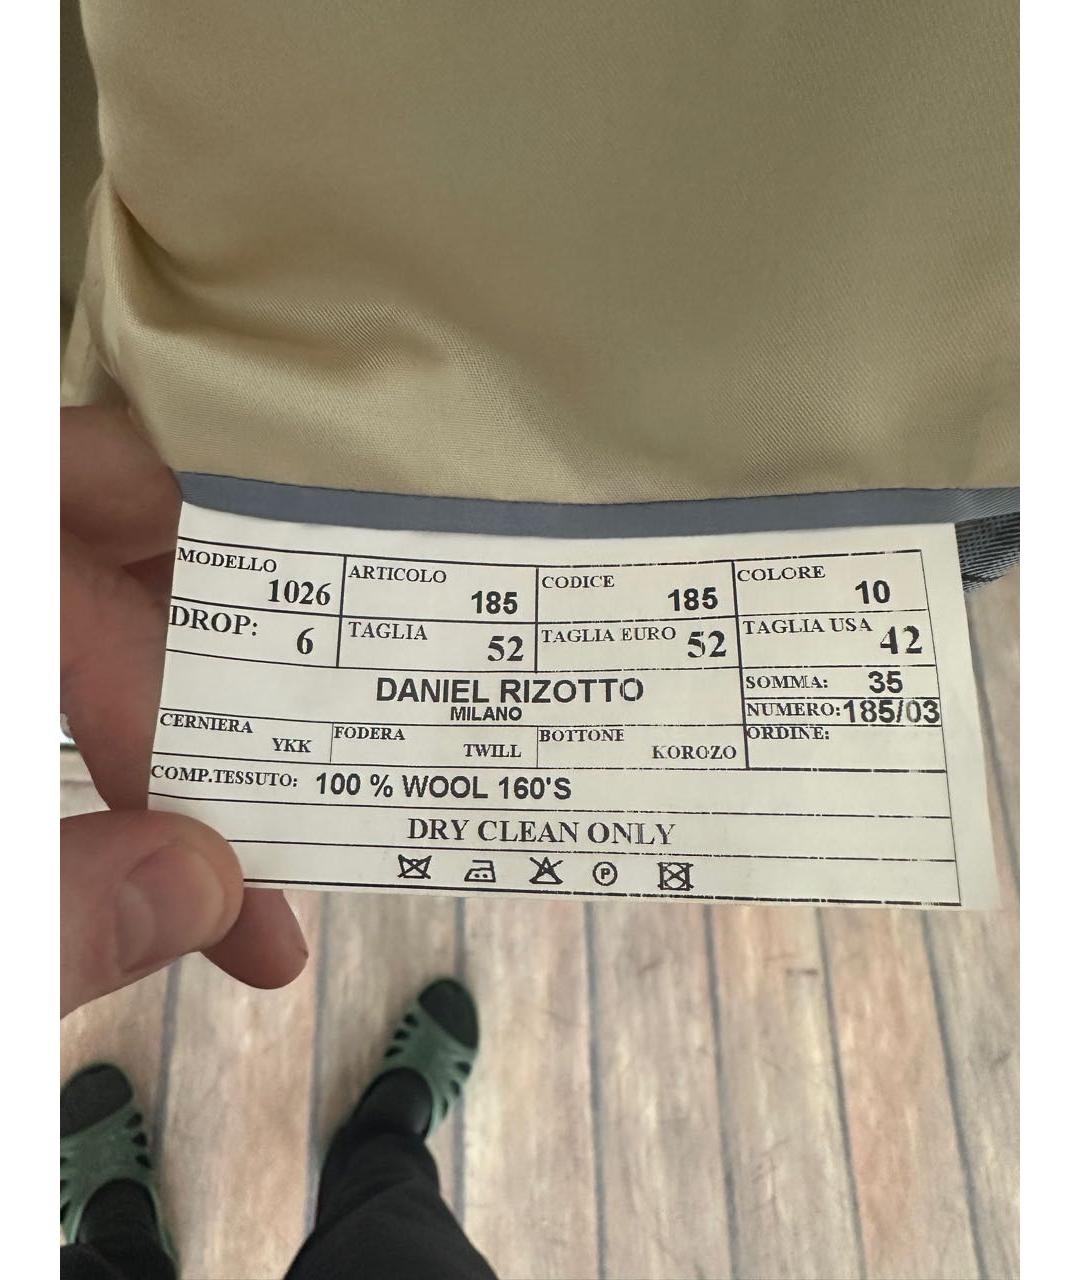 MODELLO 1026 ARTICOLO 185 CODICE 185 COLORE 10
DROP: 6 TAGLIA 52 TAGLIA EURO 52 TAGLIA USA 42
DANIEL RIZOTTO
MILANO
SOMMA: 35
NUMERO: 185/03
CERNIERA YKK FODERA TWILL BOTTONE KOROZO ORDINE:
COMP.TESSUTO: 100 % WOOL 160'S
DRY CLEAN ONLY
P